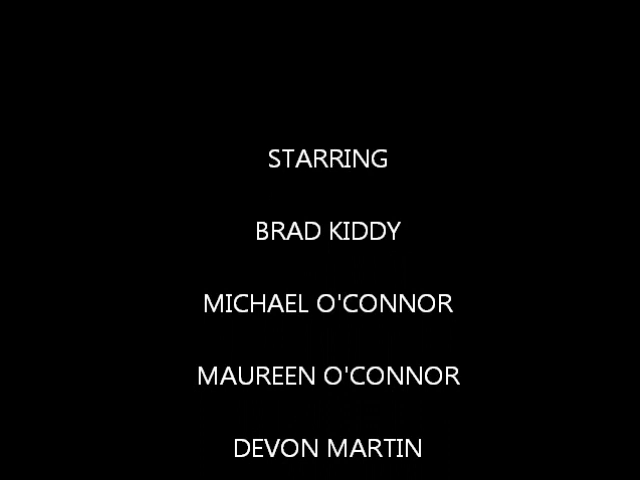 STARRING
BRAD KIDDY
MICHAEL O'CONNOR
MAUREEN O'CONNOR
DEVON MARTIN